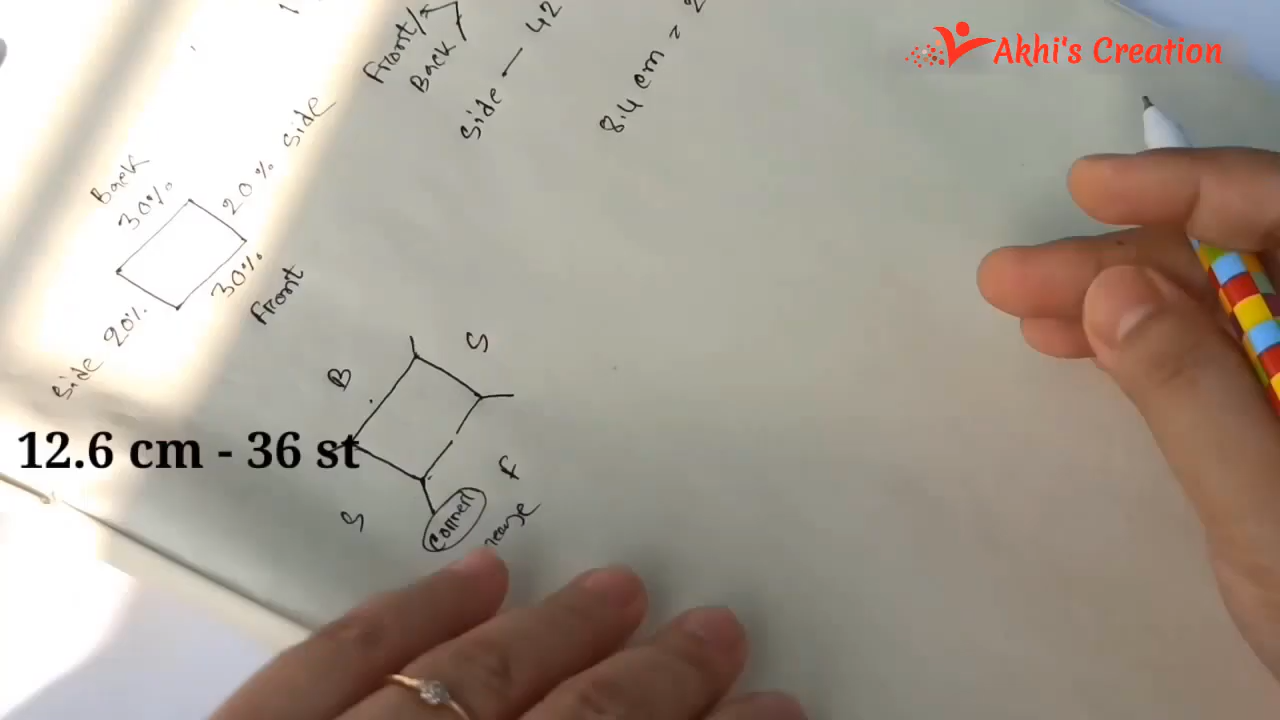 Akhi's Creation
Front/
Back
Side - 42
8.4 cm =
Back
30%
20% Side
30%
Front
Side 20%
B
S
S
F
12.6 cm - 36 st